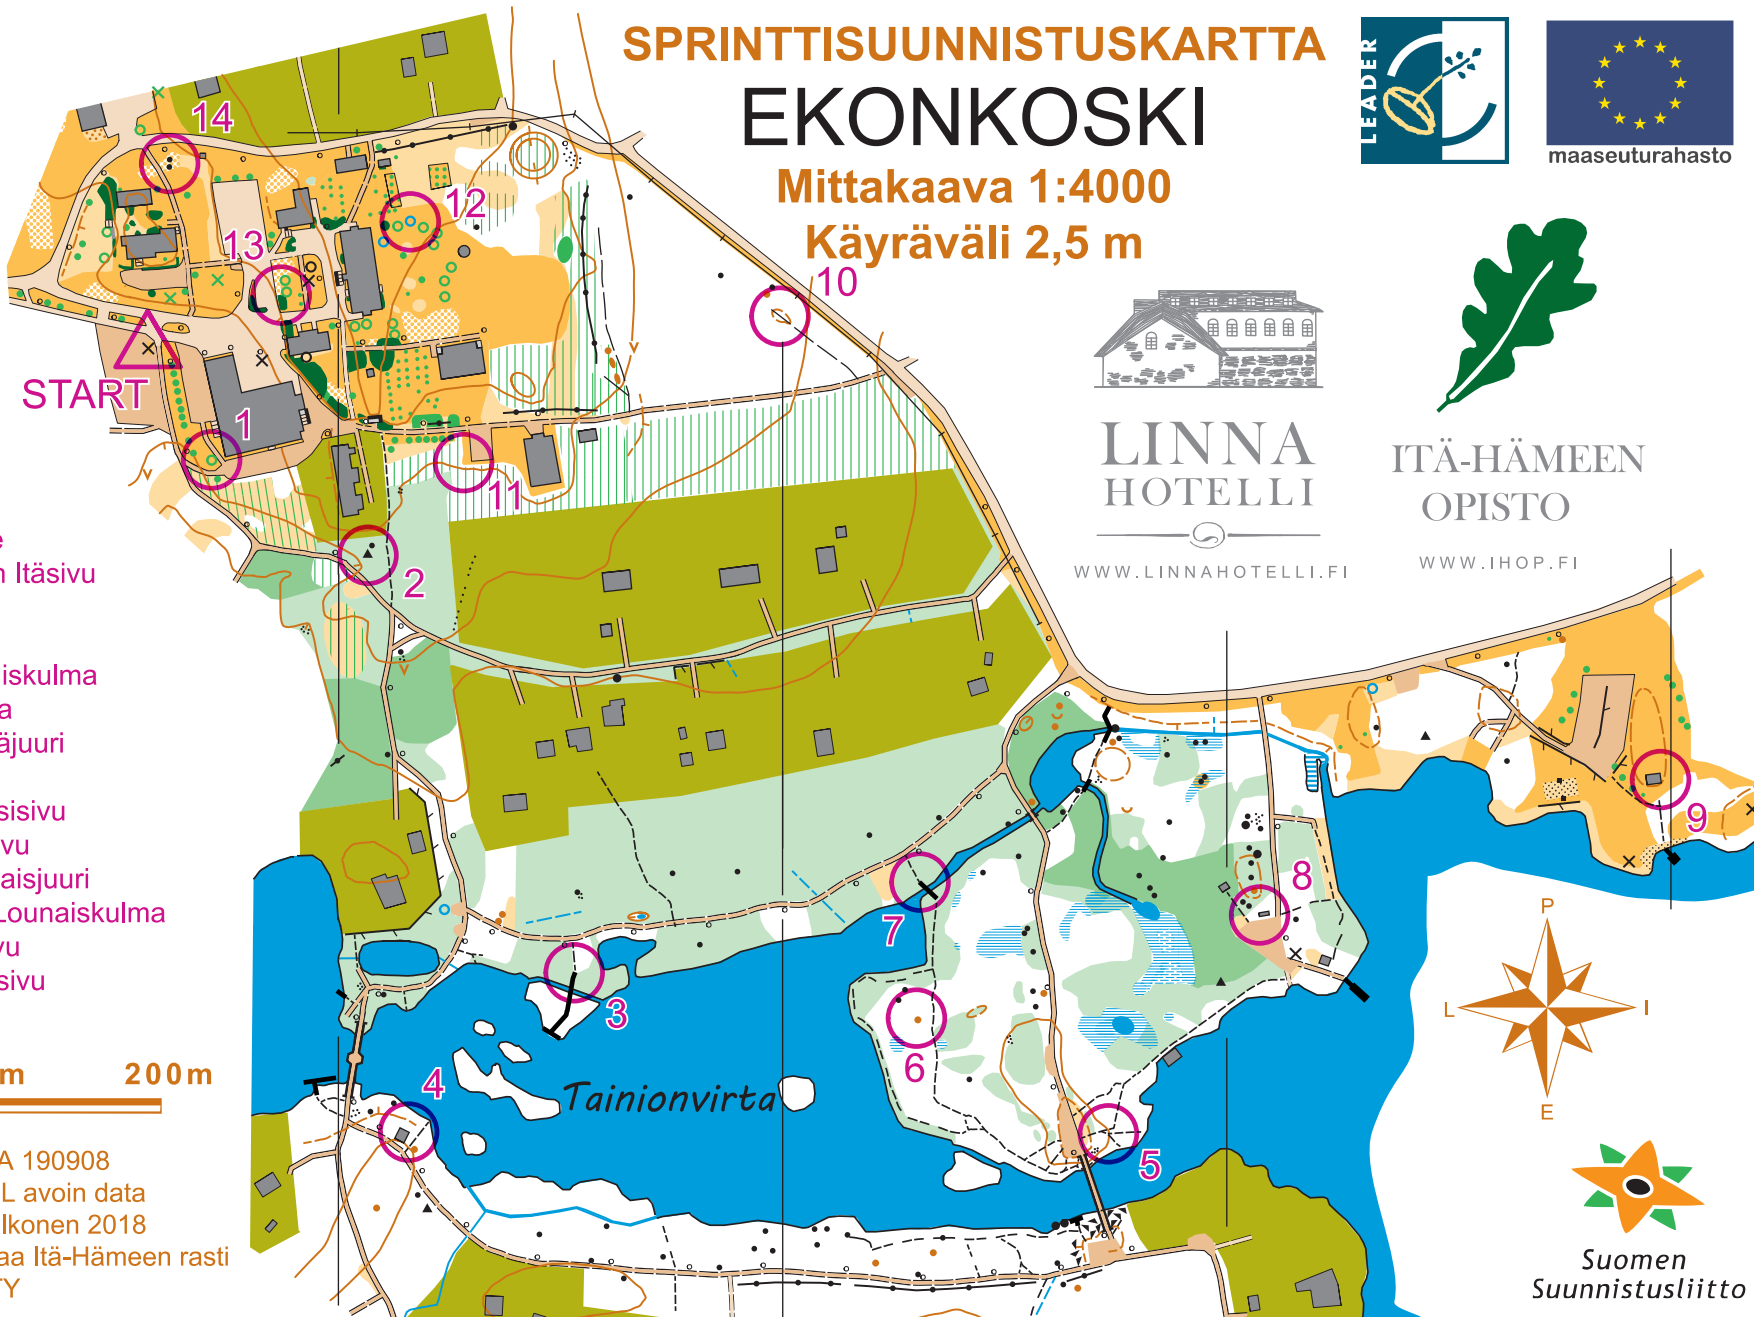 SPRINTTISUUNNISTUSKARTTA
EKONKOSKI
Mittakaava 1:4000
Käyräväli 2,5 m
LEADER
maaseuturahasto
LINNA
HOTELLI
WWW.LINNAHOTELLI.FI
ITÄ-HÄMEEN
OPISTO
WWW.IHOP.FI
14
12
13
10
START
1
11
2
9
8
7
3
6
4
5
Tainionvirta
e
n Itäsivu
iskulma
a
äjuuri
sisivu
vu
aisjuuri
Lounaiskulma
vu
sivu
m 200m
A 190908
L avoin data
lkonen 2018
aa Itä-Hämeen rasti
TY
P
L I
E
Suomen
Suunnistusliitto